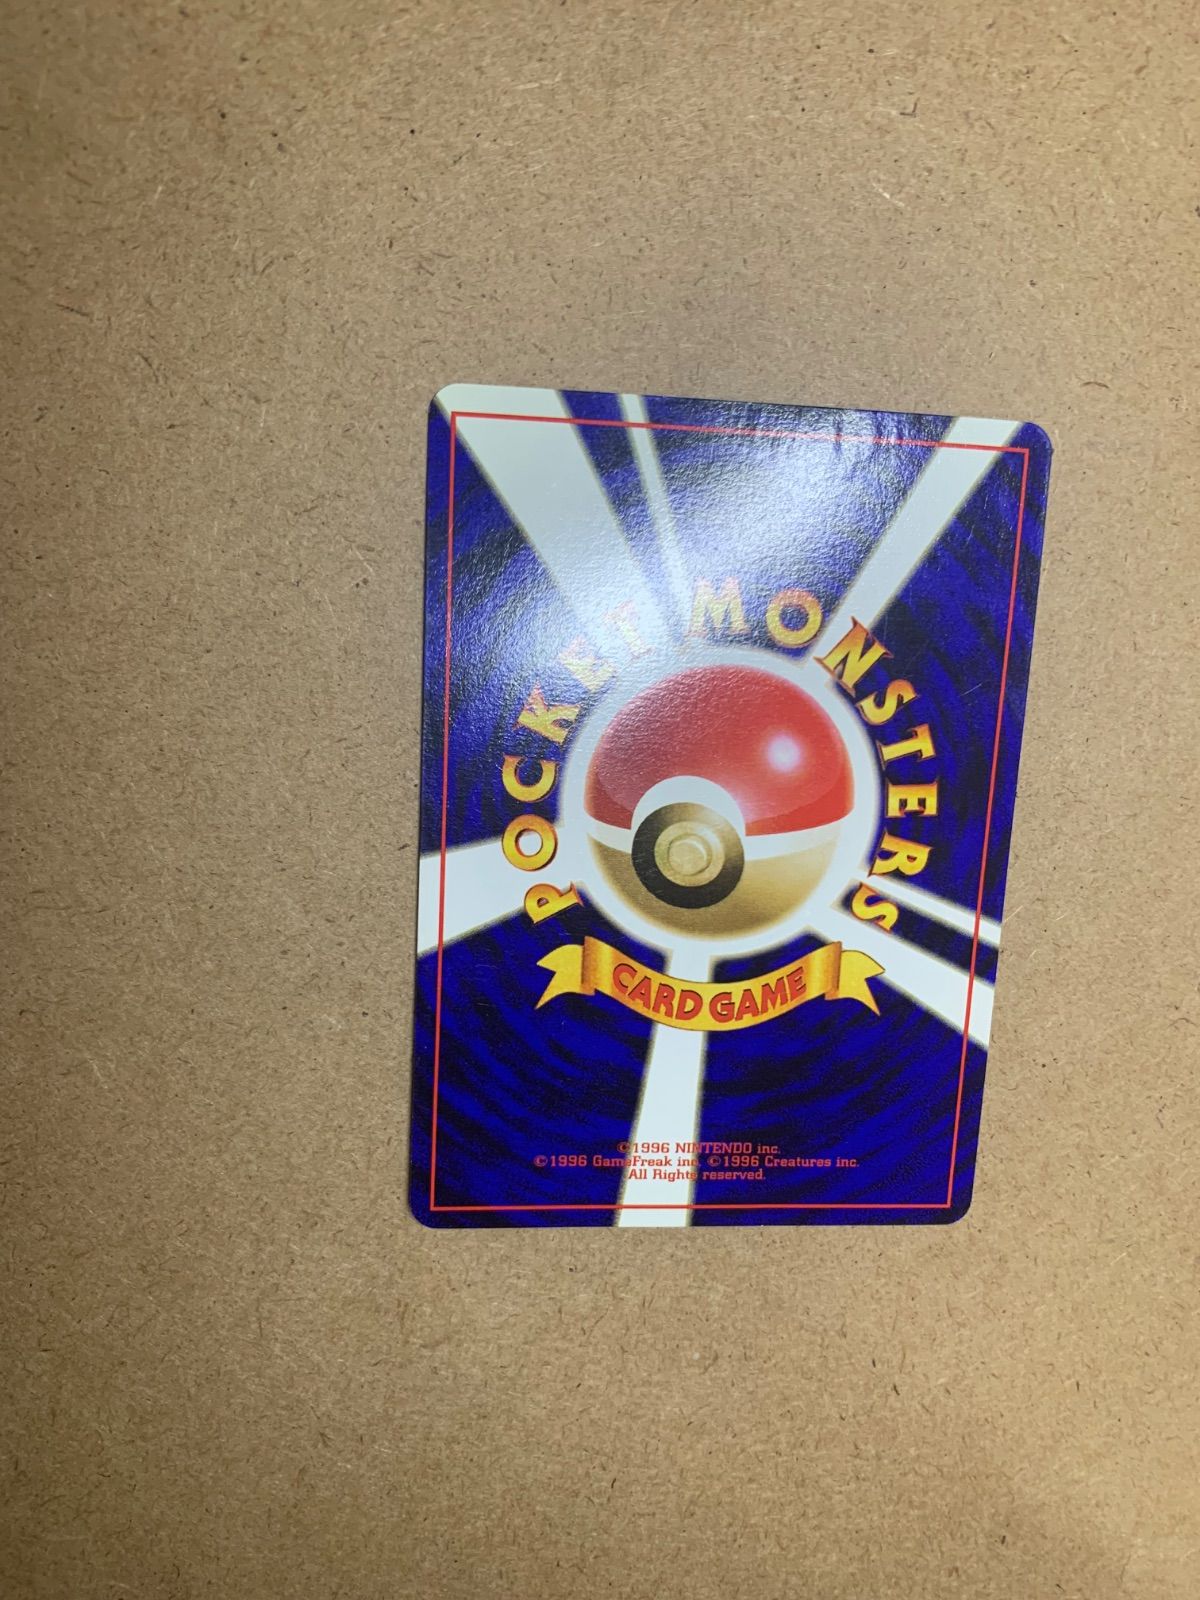 POCKET MONSTERS
CARD GAME
©1996 NINTENDO inc.
©1996 GameFreak inc. ©1996 Creatures inc.
All Rights reserved.